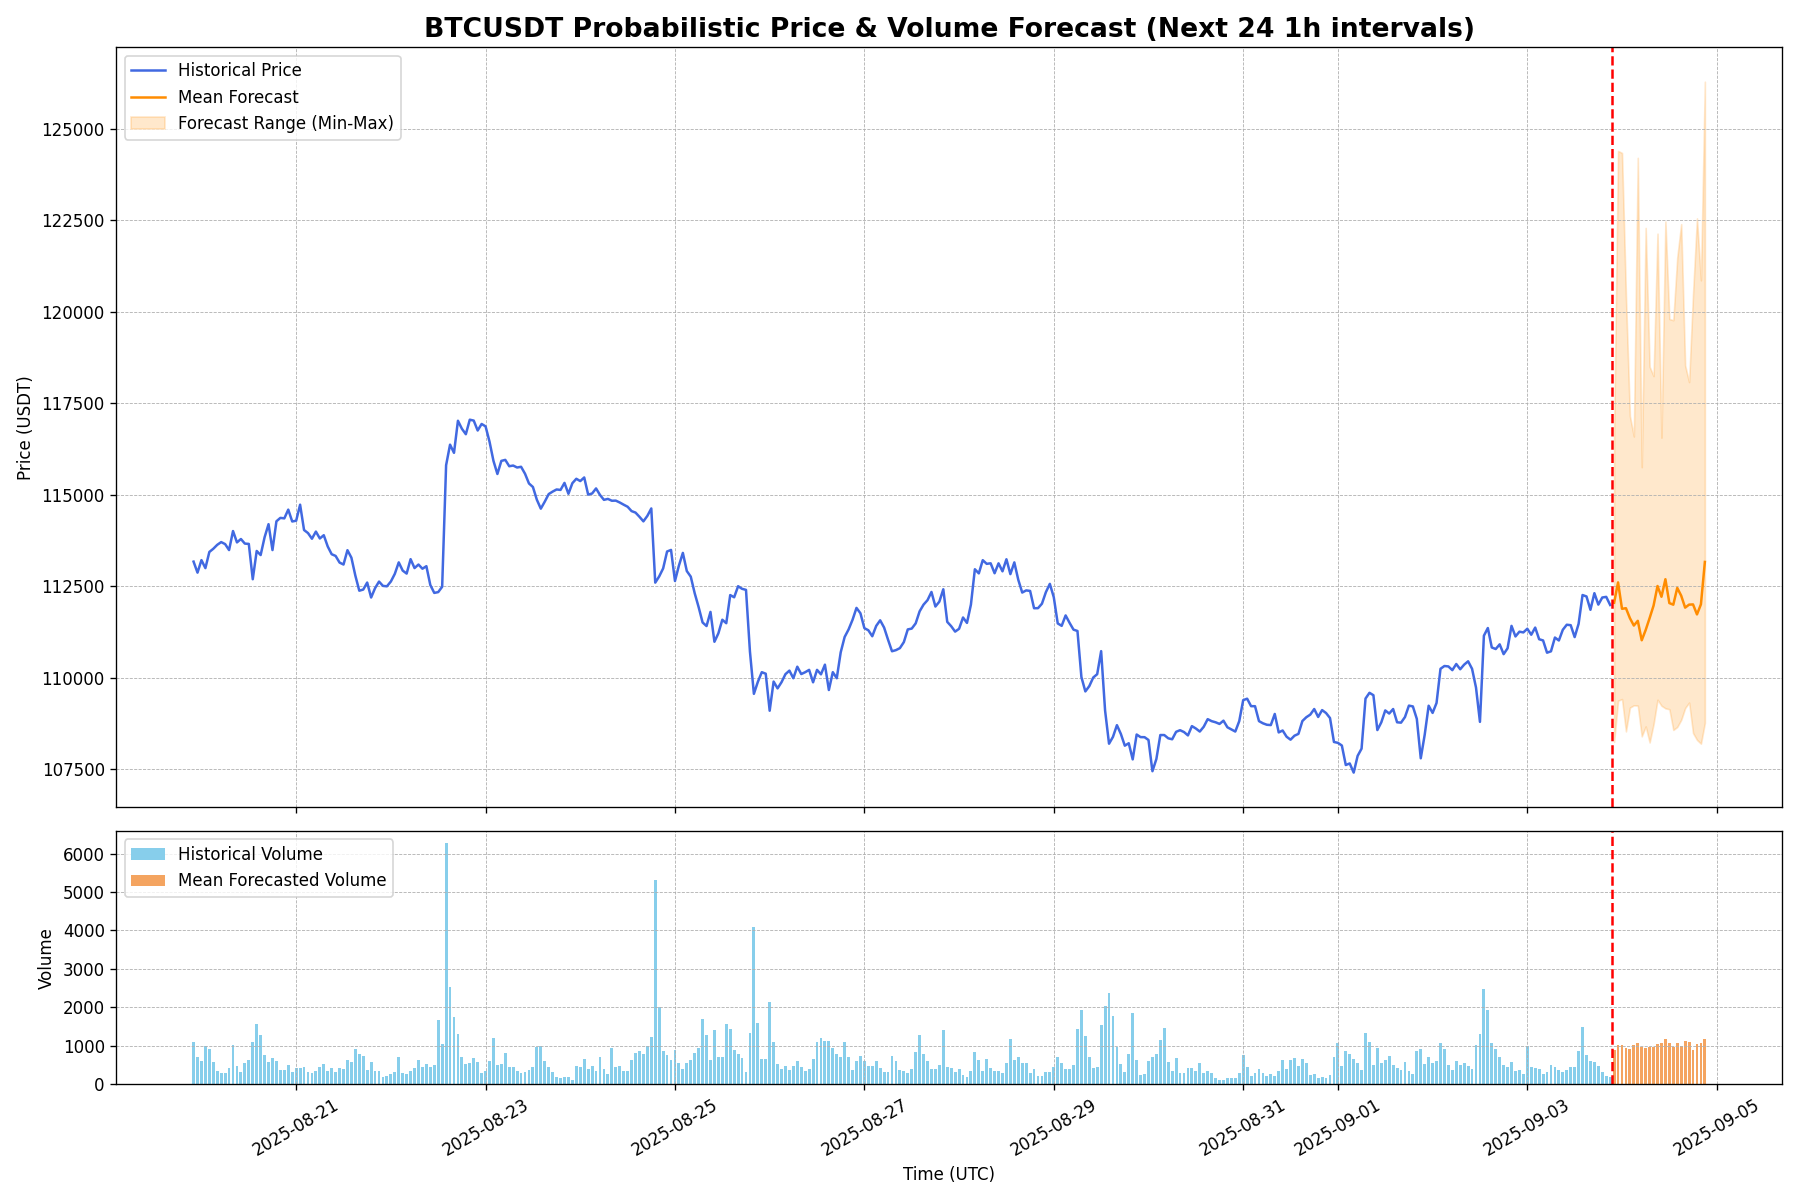 BTCUSDT Probabilistic Price & Volume Forecast (Next 24 1h intervals)
Historical Price
Mean Forecast
Forecast Range (Min-Max)
125000
122500
120000
117500
115000
112500
110000
107500
Price (USDT)
Historical Volume
Mean Forecasted Volume
6000
5000
4000
3000
2000
1000
0
Volume
2025-08-21
2025-08-23
2025-08-25
2025-08-27
2025-08-29
2025-08-31
2025-09-01
2025-09-03
2025-09-05
Time (UTC)